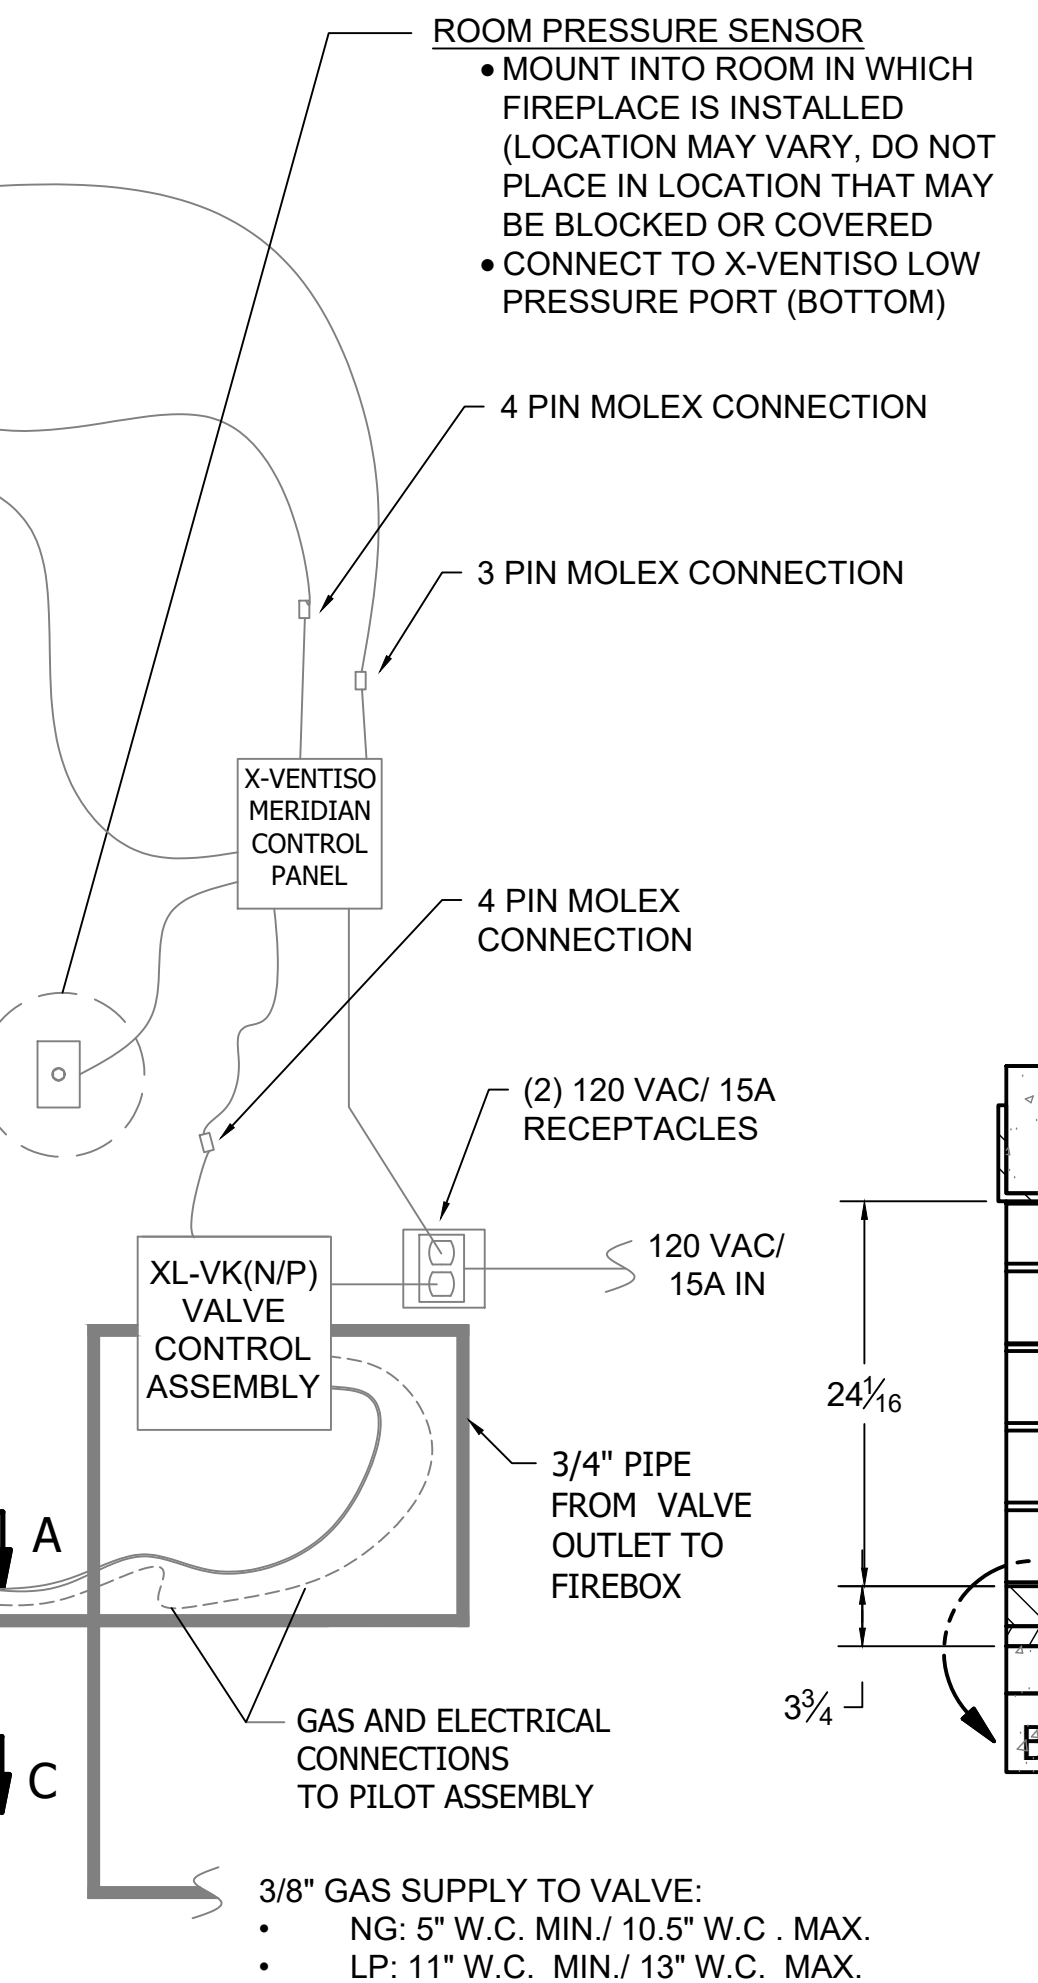 ROOM PRESSURE SENSOR
• MOUNT INTO ROOM IN WHICH
FIREPLACE IS INSTALLED
(LOCATION MAY VARY, DO NOT
PLACE IN LOCATION THAT MAY
BE BLOCKED OR COVERED
• CONNECT TO X-VENTISO LOW
PRESSURE PORT (BOTTOM)
4 PIN MOLEX CONNECTION
3 PIN MOLEX CONNECTION
X-VENTISO
MERIDIAN
CONTROL
PANEL
4 PIN MOLEX
CONNECTION
(2) 120 VAC/ 15A
RECEPTACLES
120 VAC/
15A IN
XL-VK(N/P)
VALVE
CONTROL
ASSEMBLY
24 1/16
3/4" PIPE
FROM VALVE
OUTLET TO
FIREBOX
A
3 3/4
GAS AND ELECTRICAL
CONNECTIONS
TO PILOT ASSEMBLY
C
3/8" GAS SUPPLY TO VALVE:
• NG: 5" W.C. MIN./ 10.5" W.C . MAX.
• LP: 11" W.C. MIN./ 13" W.C. MAX.